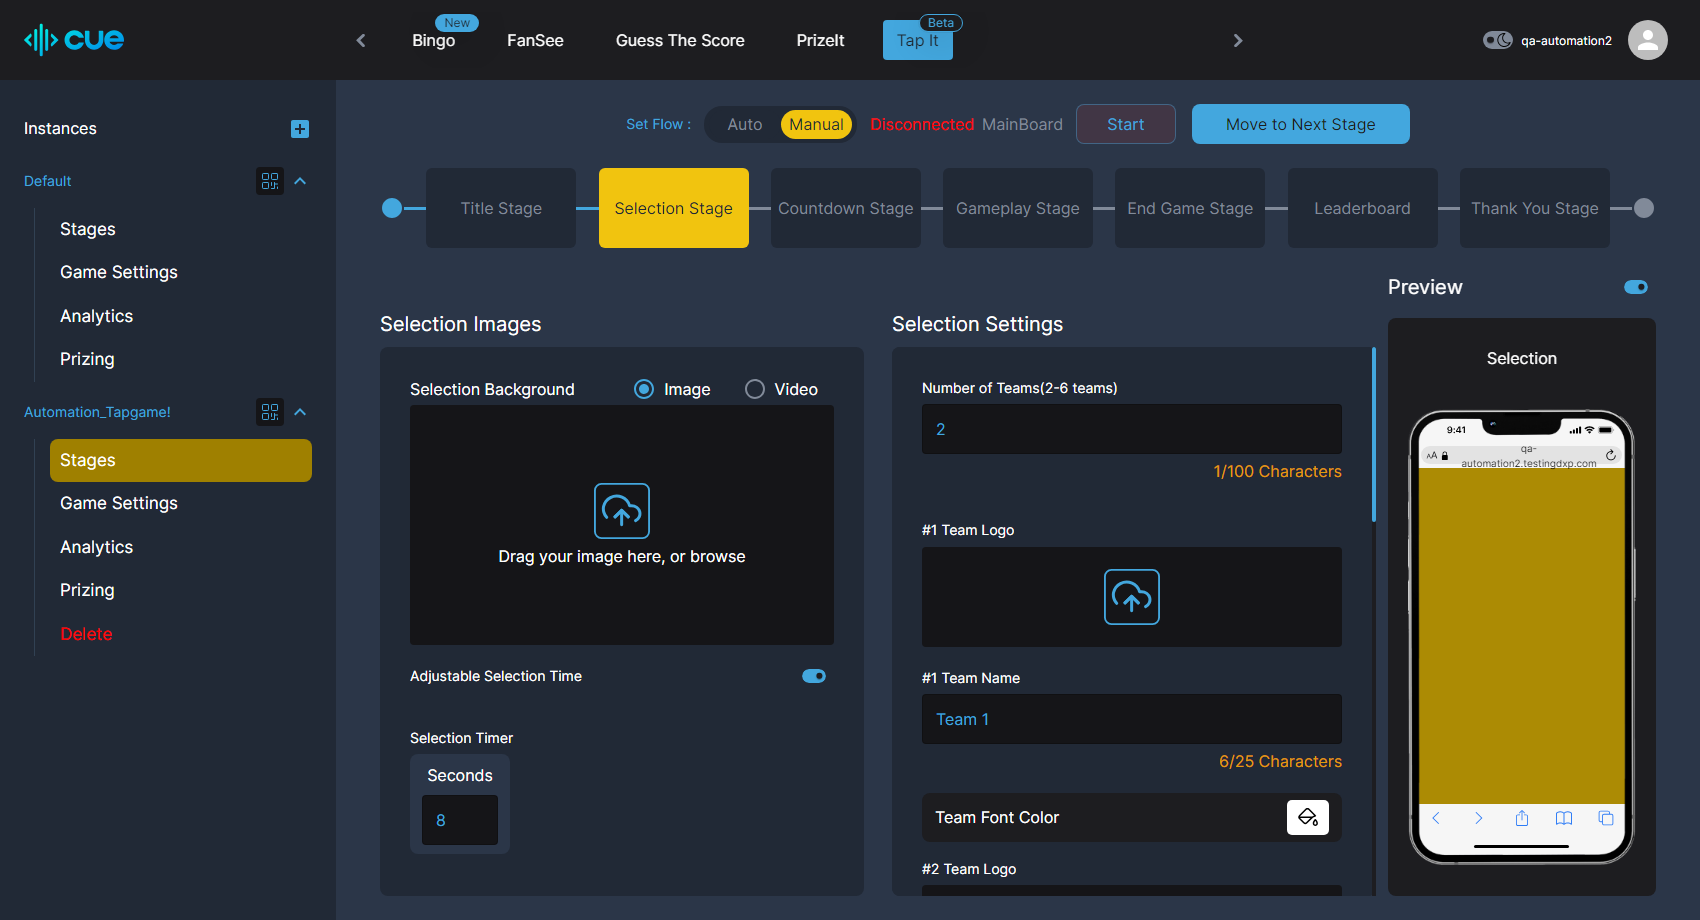 cue
New
Bingo
FanSee
Guess The Score
PrizeIt
Beta
Tap It
qa-automation2
Instances
Default
Stages
Game Settings
Analytics
Prizing
Automation_Tapgame!
Stages
Game Settings
Analytics
Prizing
Delete
Set Flow :
Auto
Manual
Disconnected MainBoard
Start
Move to Next Stage
Title Stage
Selection Stage
Countdown Stage
Gameplay Stage
End Game Stage
Leaderboard
Thank You Stage
Selection Images
Selection Background
Image
Video
Drag your image here, or browse
Adjustable Selection Time
Selection Timer
Seconds
8
Selection Settings
Number of Teams(2-6 teams)
2
1/100 Characters
#1 Team Logo
#1 Team Name
Team 1
6/25 Characters
Team Font Color
#2 Team Logo
Preview
Selection
9:41
AA
qa-
automation2.testingdxp.com